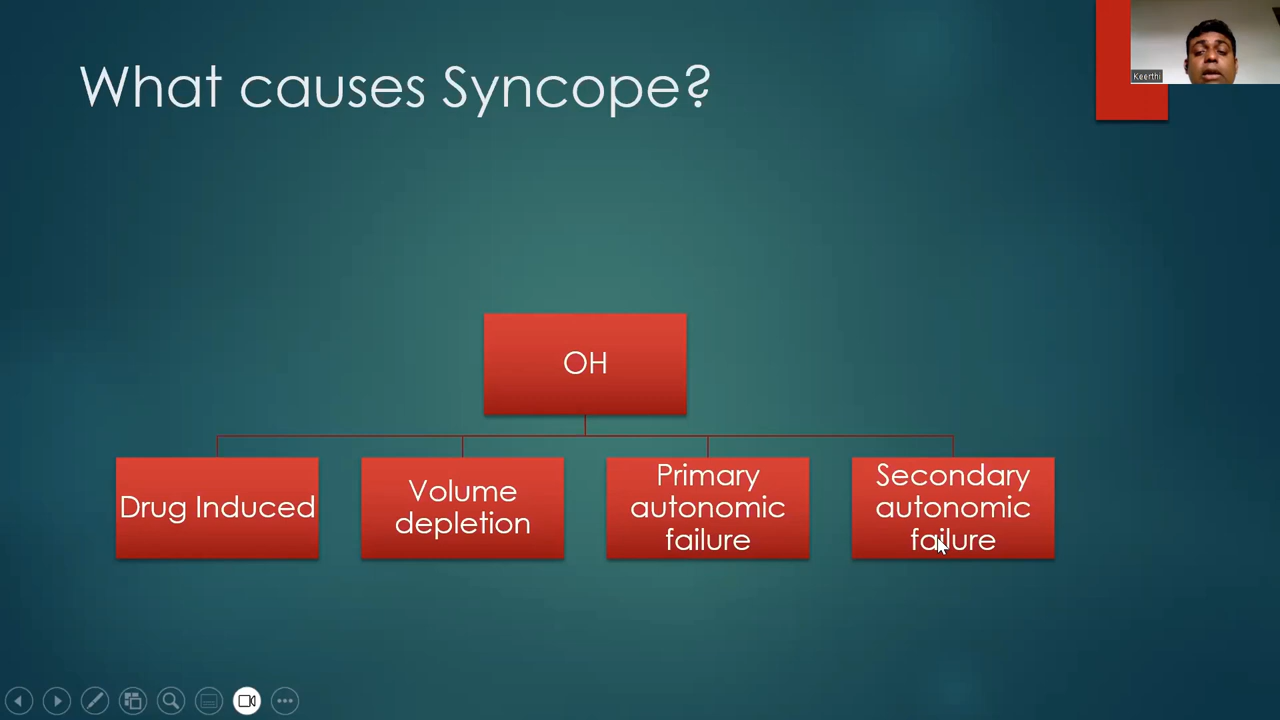 What causes Syncope?
Keerthi
OH
Drug Induced
Volume
depletion
Primary
autonomic
failure
Secondary
autonomic
failure